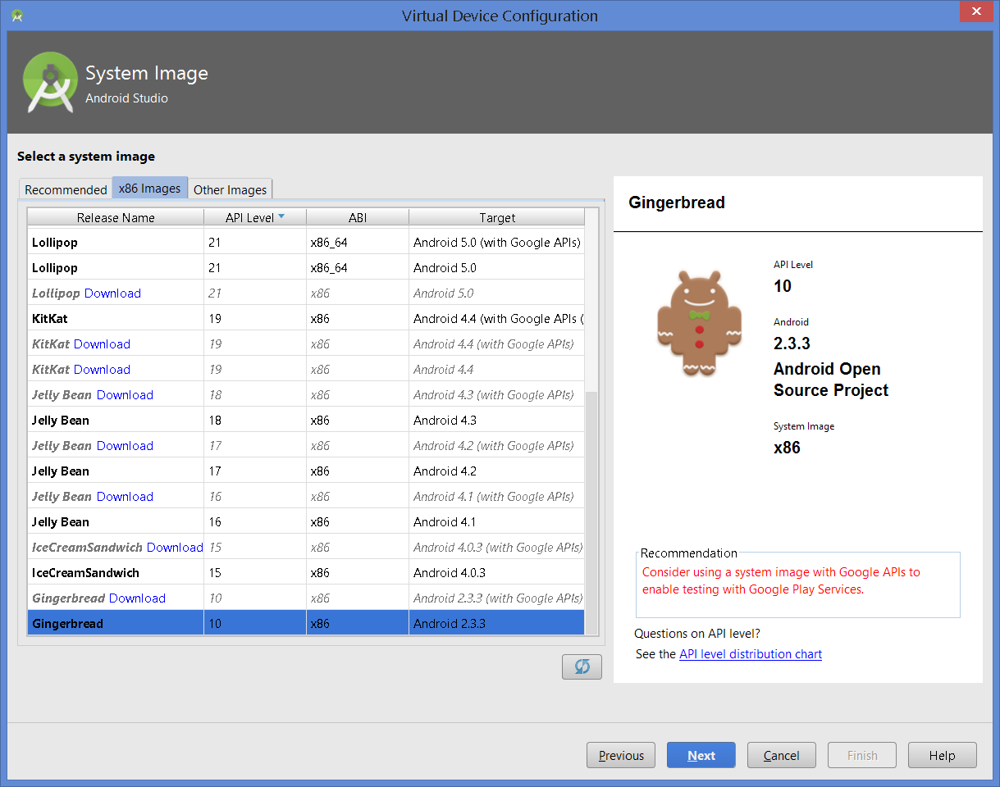 Virtual Device Configuration
System Image
Android Studio
Select a system image
Recommended x86 Images Other Images
Release Name API Level ABI Target
Lollipop 21 x86_64 Android 5.0 (with Google APIs)
Lollipop 21 x86_64 Android 5.0
Lollipop Download 21 x86 Android 5.0
KitKat 19 x86 Android 4.4 (with Google APIs (
KitKat Download 19 x86 Android 4.4 (with Google APIs)
KitKat Download 19 x86 Android 4.4
Jelly Bean Download 18 x86 Android 4.3 (with Google APIs)
Jelly Bean 18 x86 Android 4.3
Jelly Bean Download 17 x86 Android 4.2 (with Google APIs)
Jelly Bean 17 x86 Android 4.2
Jelly Bean Download 16 x86 Android 4.1 (with Google APIs)
Jelly Bean 16 x86 Android 4.1
IceCreamSandwich Download 15 x86 Android 4.0.3 (with Google APIs)
IceCreamSandwich 15 x86 Android 4.0.3
Gingerbread Download 10 x86 Android 2.3.3 (with Google APIs)
Gingerbread 10 x86 Android 2.3.3
Gingerbread
API Level
10
Android
2.3.3
Android Open
Source Project
System Image
x86
Recommendation
Consider using a system image with Google APIs to
enable testing with Google Play Services.
Questions on API level?
See the API level distribution chart
Previous Next Cancel Finish Help